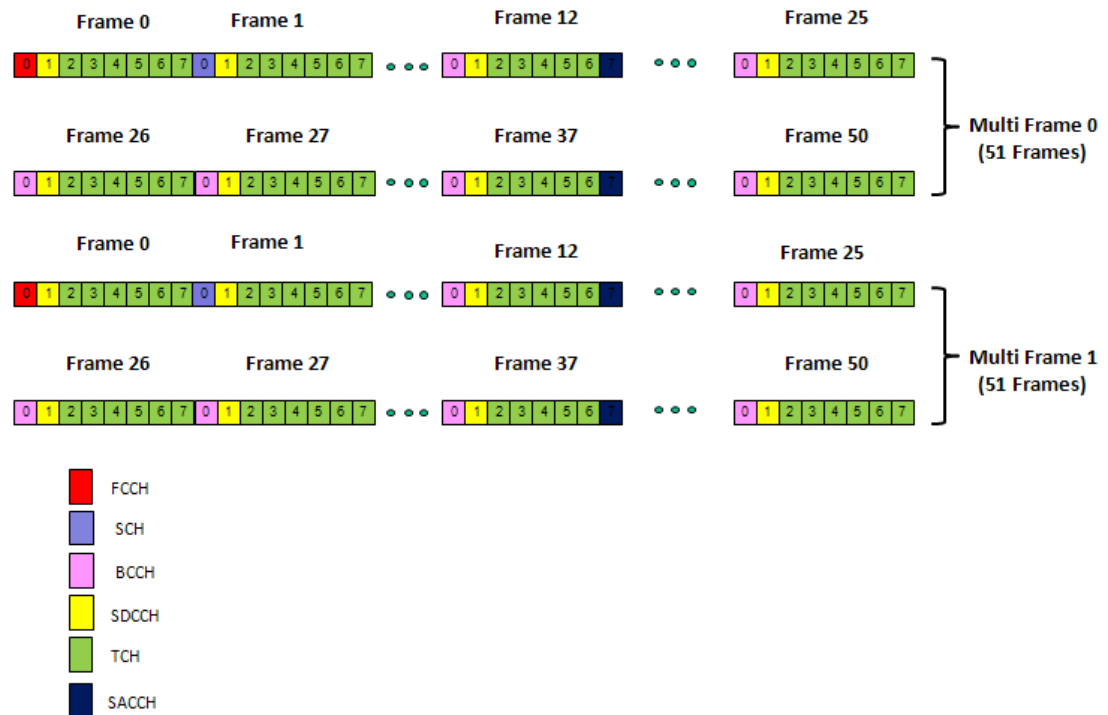 Frame 0 Frame 1 Frame 12 Frame 25
0 1 2 3 4 5 6 7 0 1 2 3 4 5 6 7 0 1 2 3 4 5 6 7 0 1 2 3 4 5 6 7
Frame 26 Frame 27 Frame 37 Frame 50
0 1 2 3 4 5 6 7 0 1 2 3 4 5 6 7 0 1 2 3 4 5 6 7 0 1 2 3 4 5 6 7
Multi Frame 0
(51 Frames)
Frame 0 Frame 1 Frame 12 Frame 25
0 1 2 3 4 5 6 7 0 1 2 3 4 5 6 7 0 1 2 3 4 5 6 7 0 1 2 3 4 5 6 7
Frame 26 Frame 27 Frame 37 Frame 50
0 1 2 3 4 5 6 7 0 1 2 3 4 5 6 7 0 1 2 3 4 5 6 7 0 1 2 3 4 5 6 7
Multi Frame 1
(51 Frames)
FCCH
SCH
BCCH
SDCCH
TCH
SACCH